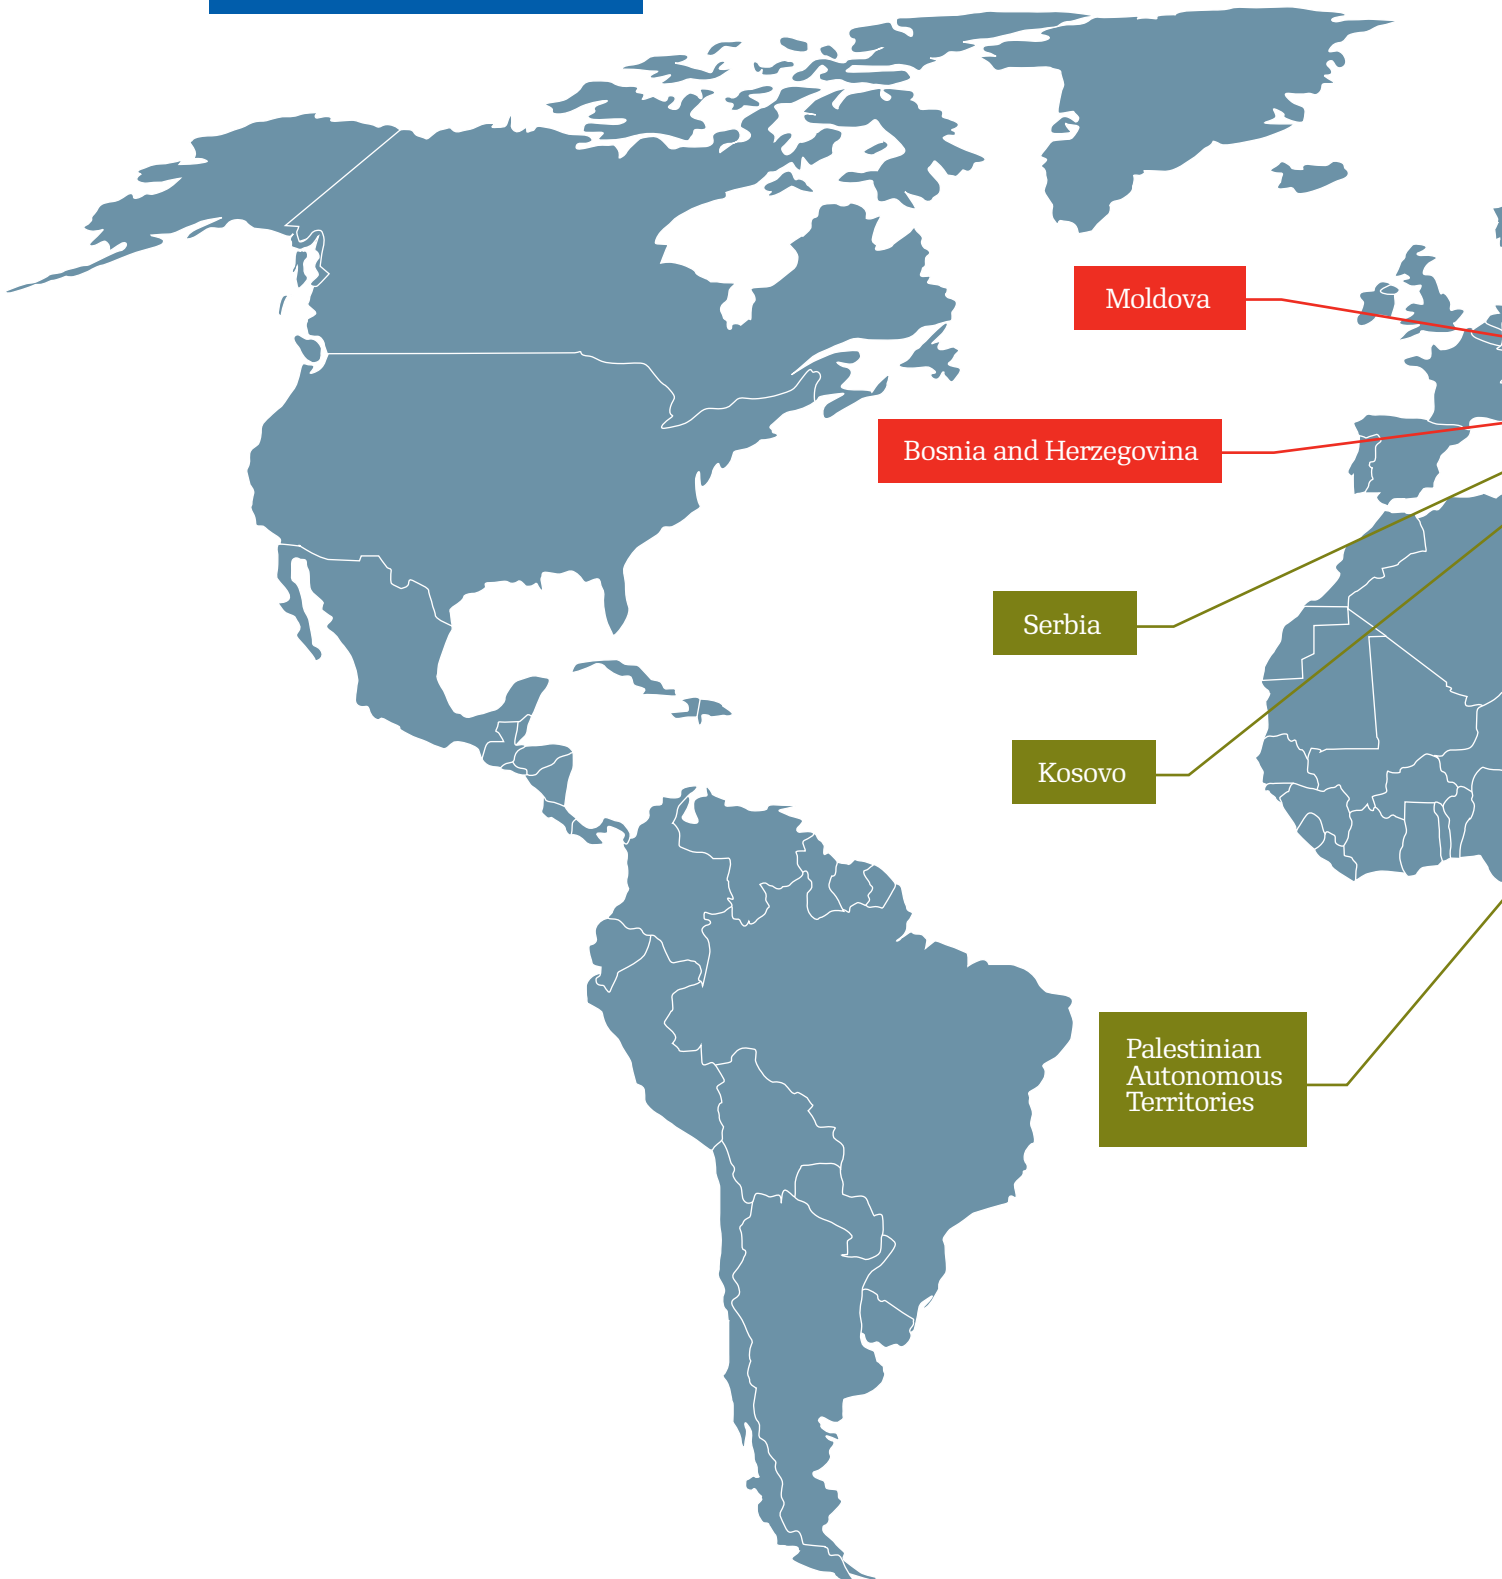 Moldova
Bosnia and Herzegovina
Serbia
Kosovo
Palestinian
Autonomous
Territories